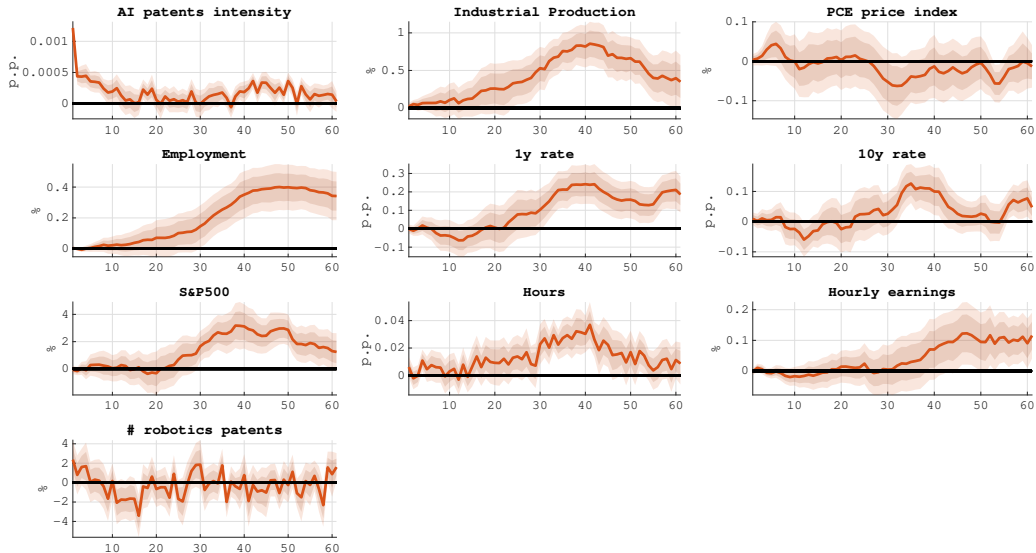 AI patents intensity
p.p.
0.001
0.0005
0
10 20 30 40 50 60
Industrial Production
%
1
0.5
0
10 20 30 40 50 60
PCE price index
%
0.1
0
−0.1
10 20 30 40 50 60
Employment
%
0.4
0.2
0
10 20 30 40 50 60
1y rate
p.p.
0.3
0.2
0.1
0
−0.1
10 20 30 40 50 60
10y rate
p.p.
0.1
0
−0.1
10 20 30 40 50 60
S&P500
%
4
2
0
10 20 30 40 50 60
Hours
p.p.
0.04
0.02
0
10 20 30 40 50 60
Hourly earnings
%
0.2
0.1
0
10 20 30 40 50 60
# robotics patents
%
4
2
0
−2
−4
10 20 30 40 50 60